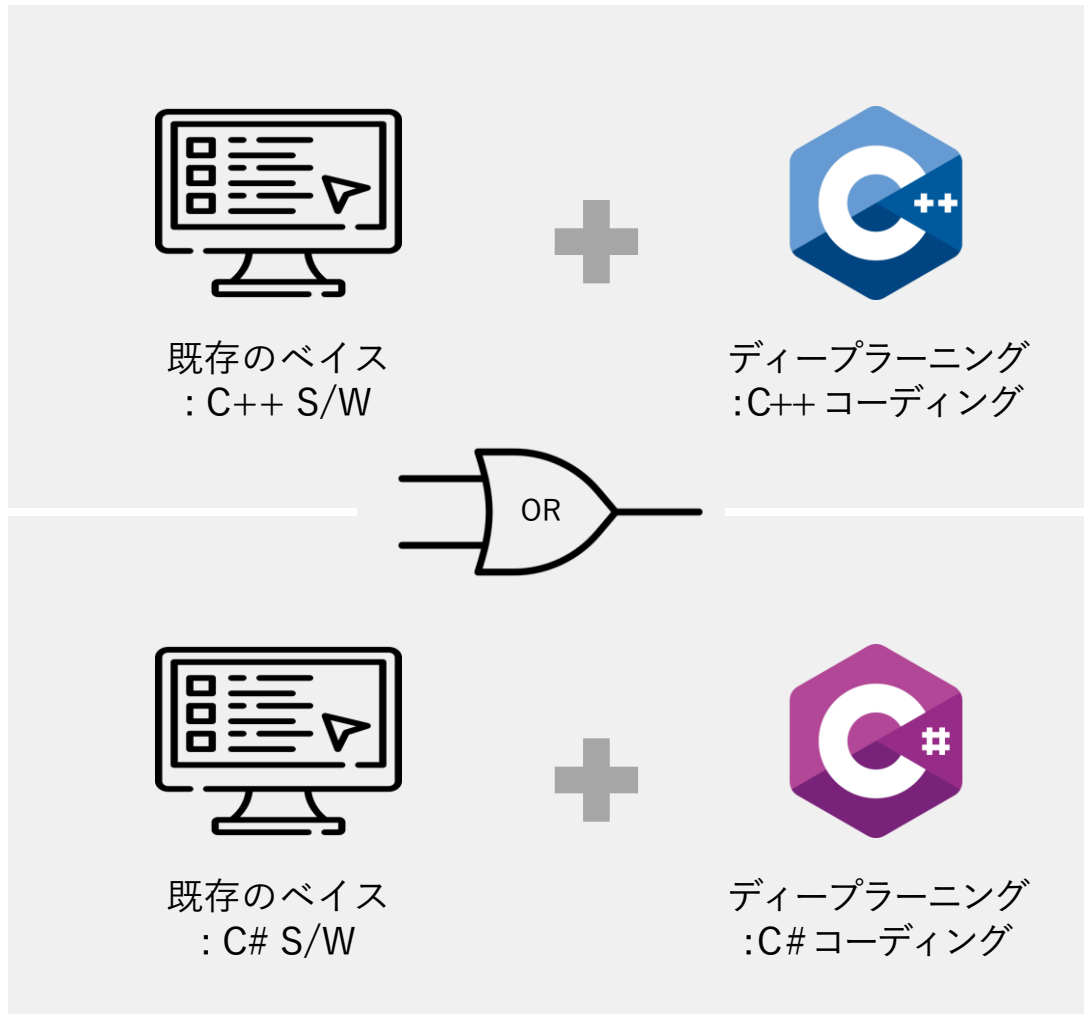 C++
既存のベイス
: C++ S/W
ディープラーニング
:C++ コーディング
OR
C#
既存のベイス
: C# S/W
ディープラーニング
:C# コーディング